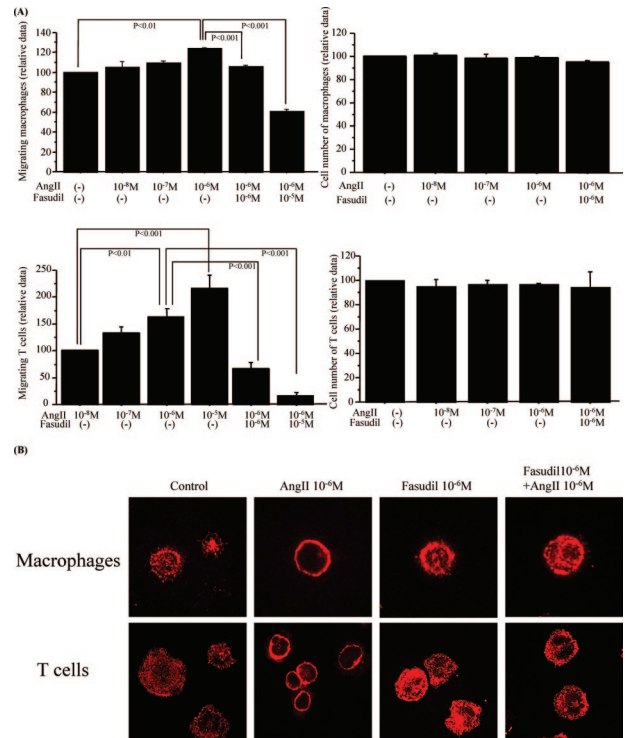 (A)
Migrating macrophages (relative data)
140
120
100
80
60
40
20
0
P<0.01
P<0.001
P<0.001
AngII (-) 10-8M 10-7M 10-6M 10-6M 10-6M
Fasudil (-) (-) (-) (-) 10-6M 10-5M
Cell number of macrophages (relative data)
120
100
80
60
40
20
0
(-) 10-8M 10-7M 10-6M 10-6M
AngII
Fasudil (-) (-) (-) (-) 10-6M
Migrating T cells (relative data)
250
200
150
100
50
0
P<0.001
P<0.01
P<0.001
P<0.001
AngII 10-8M 10-7M 10-6M 10-5M 10-6M 10-6M
Fasudil (-) (-) (-) (-) 10-6M 10-5M
Cell number of T cells (relative data)
120
100
80
60
40
20
0
AngII (-) 10-8M 10-7M 10-6M 10-6M
Fasudil (-) (-) (-) (-) 10-6M
(B)
Control
AngII 10-6M
Fasudil 10-6M
Fasudil10-6M
+AngII 10-6M
Macrophages
T cells